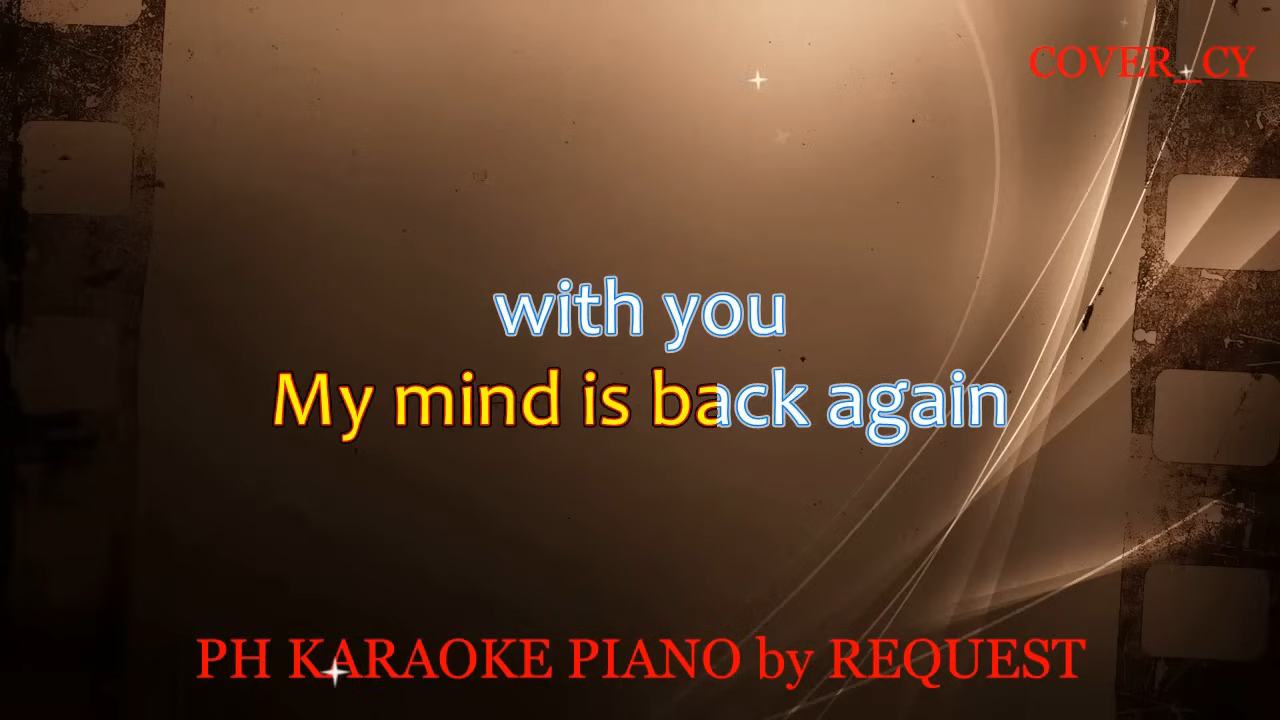 COVER_CY
with you
My mind is back again
PH KARAOKE PIANO by REQUEST